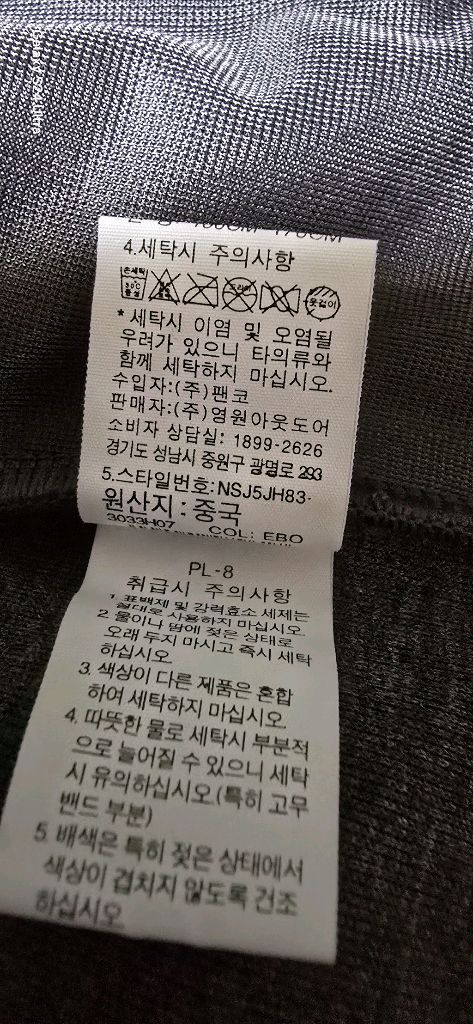 4.세탁시 주의사항
손세탁
30℃
중성
드라이
옷걸이
* 세탁시 이염 및 오염될
우려가 있으니 타의류와
함께 세탁하지 마십시오.
수입자:(주)팬코
판매자:(주)영원아웃도어
소비자 상담실: 1899-2626
경기도 성남시 중원구 광명로 293
5.스타일번호:NSJ5JH83-
원산지:중국
3033H07 COL: EBO
PL-8
취급시 주의사항
1. 표백제 및 강력효소 세제는
절대로 사용하지 마십시오.
2 물이나 땀에 젖은 상태로
오래 두지 마시고 즉시 세탁
하십시오
3. 색상이 다른 제품은 혼합
하여 세탁하지 마십시오
4. 따뜻한 물로 세탁시 부분적
으로 늘어질 수 있으니 세탁
시 유의하십시오(특히 고무
밴드 부분)
5. 배색은 특히 젖은 상태에서
색상이 겹치지 않도록 건조
하십시오